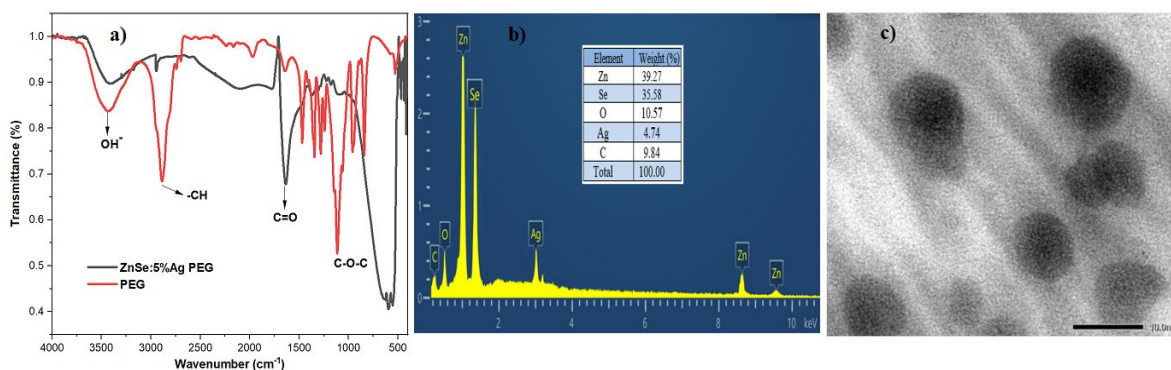 a)
1.0
0.9
0.8
0.7
0.6
0.5
0.4
Transmittance (%)
OH⁻
-CH
C=O
C-O-C
ZnSe:5%Ag PEG
PEG
4000 3500 3000 2500 2000 1500 1000 500
Wavenumber (cm⁻¹)
b)
3
2
1
0
C
O
Zn
Se
Ag
Zn
Zn
Element Weight (%)
Zn 39.27
Se 35.58
O 10.57
Ag 4.74
C 9.84
Total 100.00
2 4 6 8 10 keV
c)
10.0nm